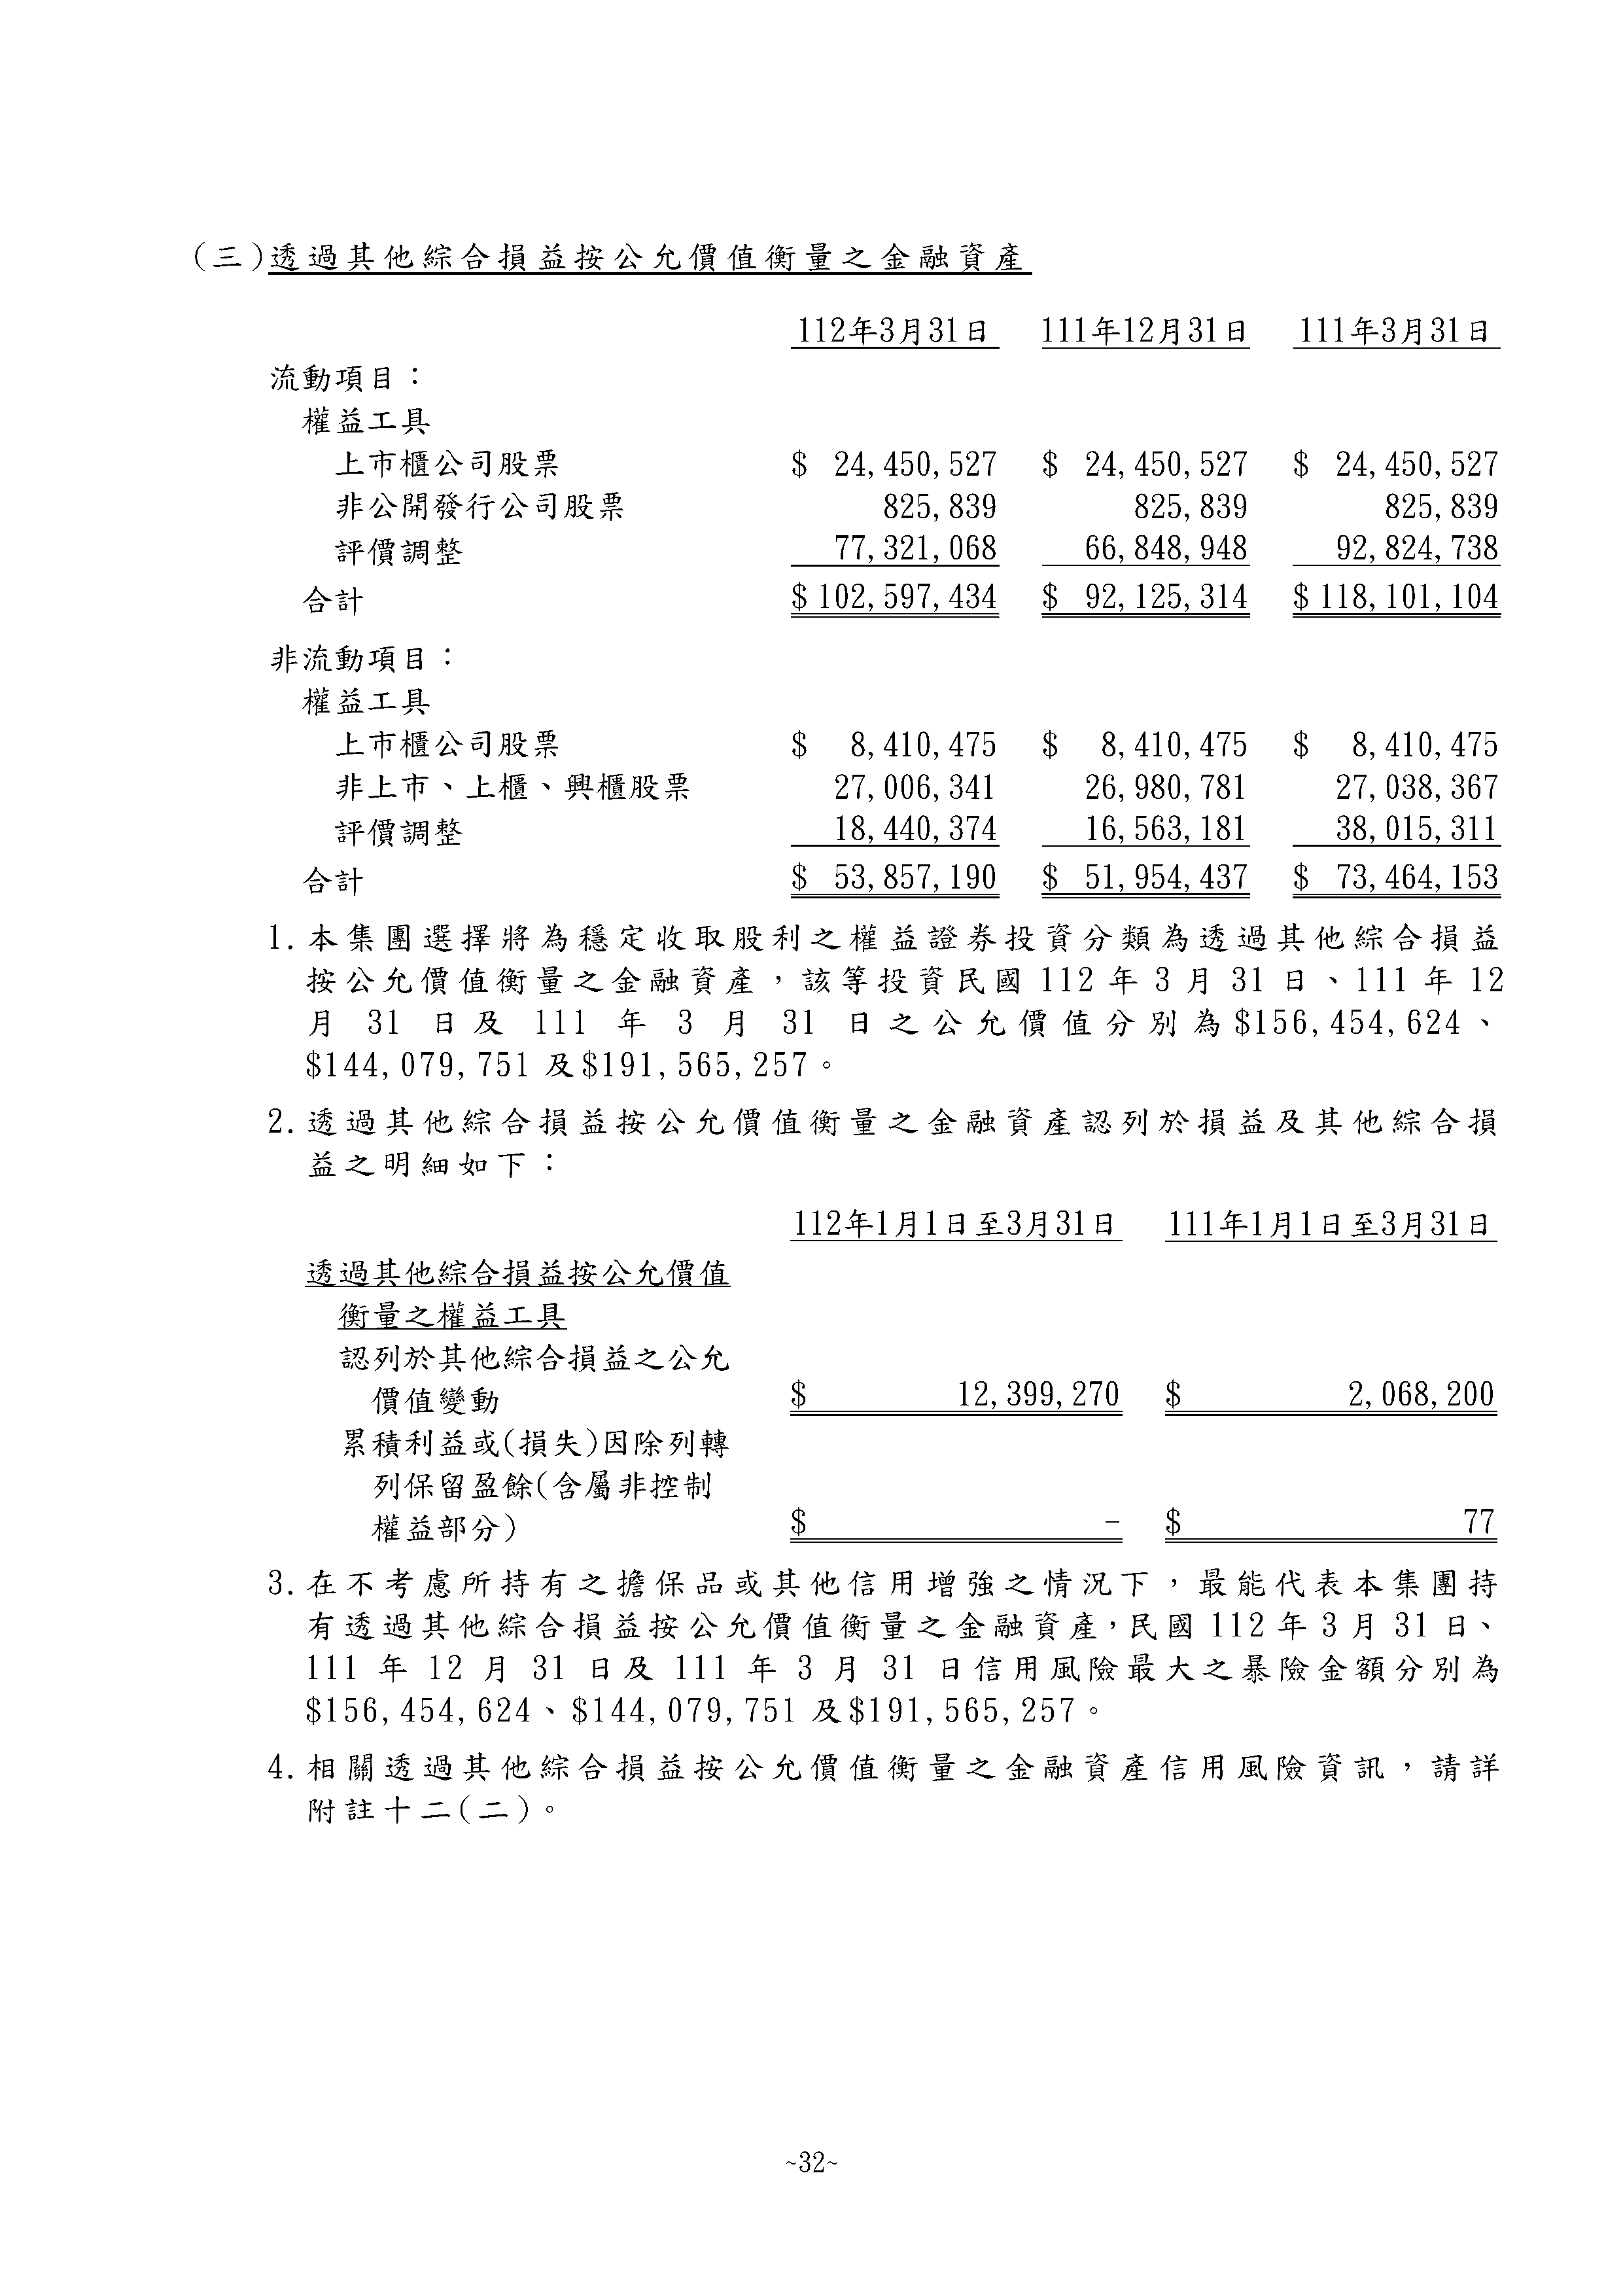 (三)透過其他綜合損益按公允價值衡量之金融資產
112年3月31日 111年12月31日 111年3月31日
流動項目：
權益工具
上市櫃公司股票 $ 24,450,527 $ 24,450,527 $ 24,450,527
非公開發行公司股票 825,839 825,839 825,839
評價調整 77,321,068 66,848,948 92,824,738
合計 $ 102,597,434 $ 92,125,314 $ 118,101,104
非流動項目：
權益工具
上市櫃公司股票 $ 8,410,475 $ 8,410,475 $ 8,410,475
非上市、上櫃、興櫃股票 27,006,341 26,980,781 27,038,367
評價調整 18,440,374 16,563,181 38,015,311
合計 $ 53,857,190 $ 51,954,437 $ 73,464,153
1. 本集團選擇將為穩定收取股利之權益證券投資分類為透過其他綜合損益
按公允價值衡量之金融資產，該等投資民國 112 年 3 月 31 日、111 年 12
月 31 日及 111 年 3 月 31 日之公允價值分別為$156,454,624、
$144,079,751 及$191,565,257。
2. 透過其他綜合損益按公允價值衡量之金融資產認列於損益及其他綜合損
益之明細如下：
112年1月1日至3月31日 111年1月1日至3月31日
透過其他綜合損益按公允價值
衡量之權益工具
認列於其他綜合損益之公允
價值變動 $ 12,399,270 $ 2,068,200
累積利益或(損失)因除列轉
列保留盈餘(含屬非控制
權益部分) $ - $ 77
3. 在不考慮所持有之擔保品或其他信用增強之情況下，最能代表本集團持
有透過其他綜合損益按公允價值衡量之金融資產，民國 112 年 3 月 31 日、
111 年 12 月 31 日及 111 年 3 月 31 日信用風險最大之暴險金額分別為
$156,454,624、$144,079,751 及$191,565,257。
4. 相關透過其他綜合損益按公允價值衡量之金融資產信用風險資訊，請詳
附註十二(二)。
~32~